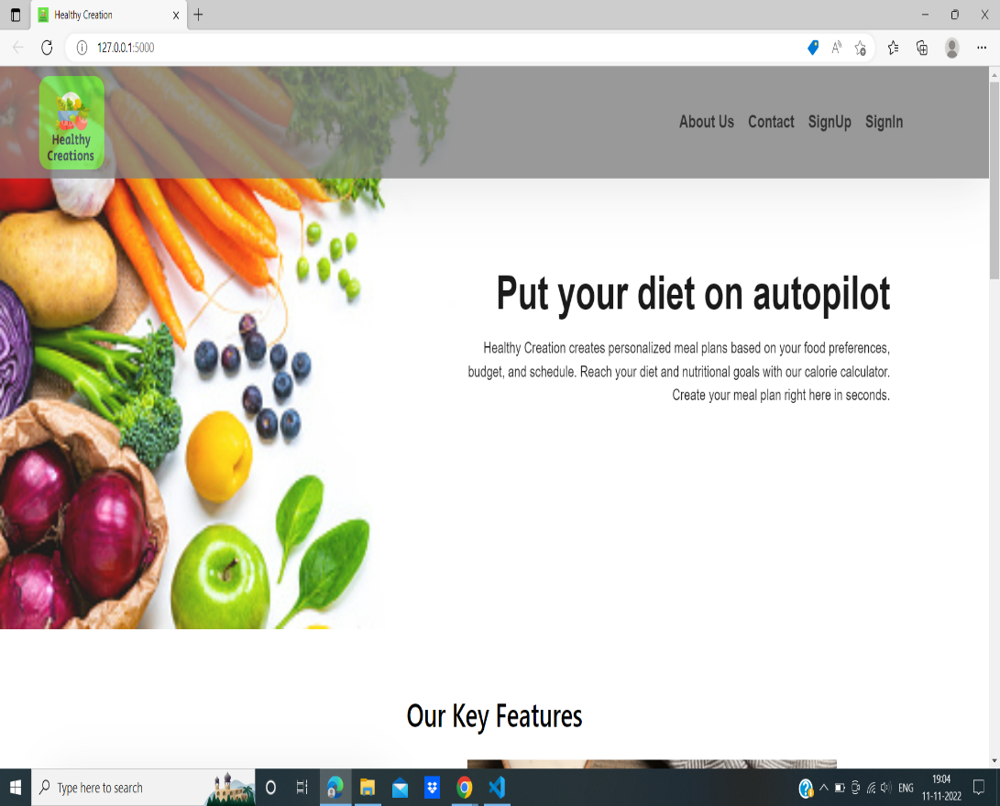 Healthy Creation
127.0.0.1:5000
Healthy
Creations
About Us Contact SignUp SignIn
Put your diet on autopilot
Healthy Creation creates personalized meal plans based on your food preferences,
budget, and schedule. Reach your diet and nutritional goals with our calorie calculator.
Create your meal plan right here in seconds.
Our Key Features
Type here to search
ENG
19:04
11-11-2022